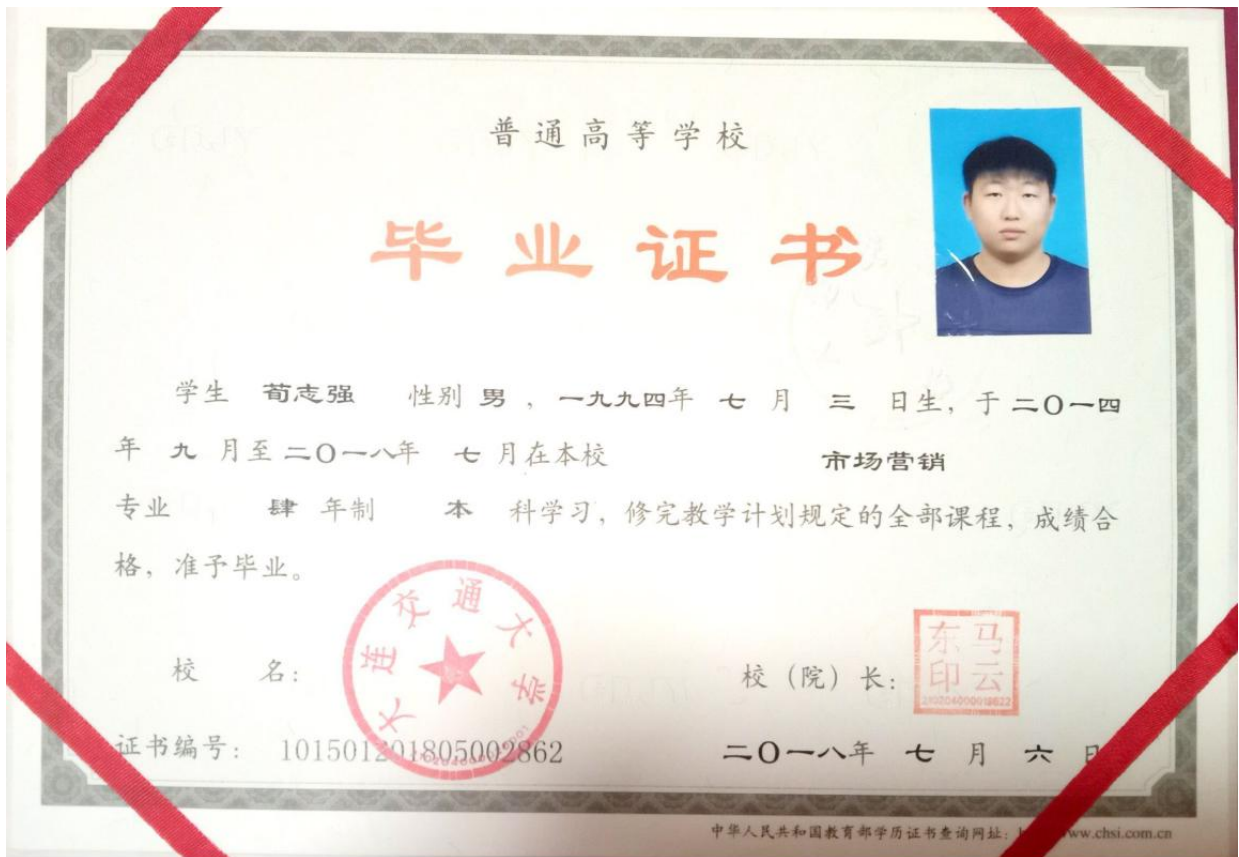 普通高等学校
毕业证书
学生 荀志强 性别 男 ，一九九四年 七 月 三 日生，于 二〇一四
年 九 月至 二〇一八年 七 月在本校 市场营销
专业 肆 年制 本 科学习，修完教学计划规定的全部课程，成绩合
格，准予毕业。
大连交通大学
校 名：
校（院）长：
马云东印
210204000018622
证书编号： 101501201805002862
二〇一八年 七 月 六 日
中华人民共和国教育部学历证书查询网址：ww.chsi.com.cn